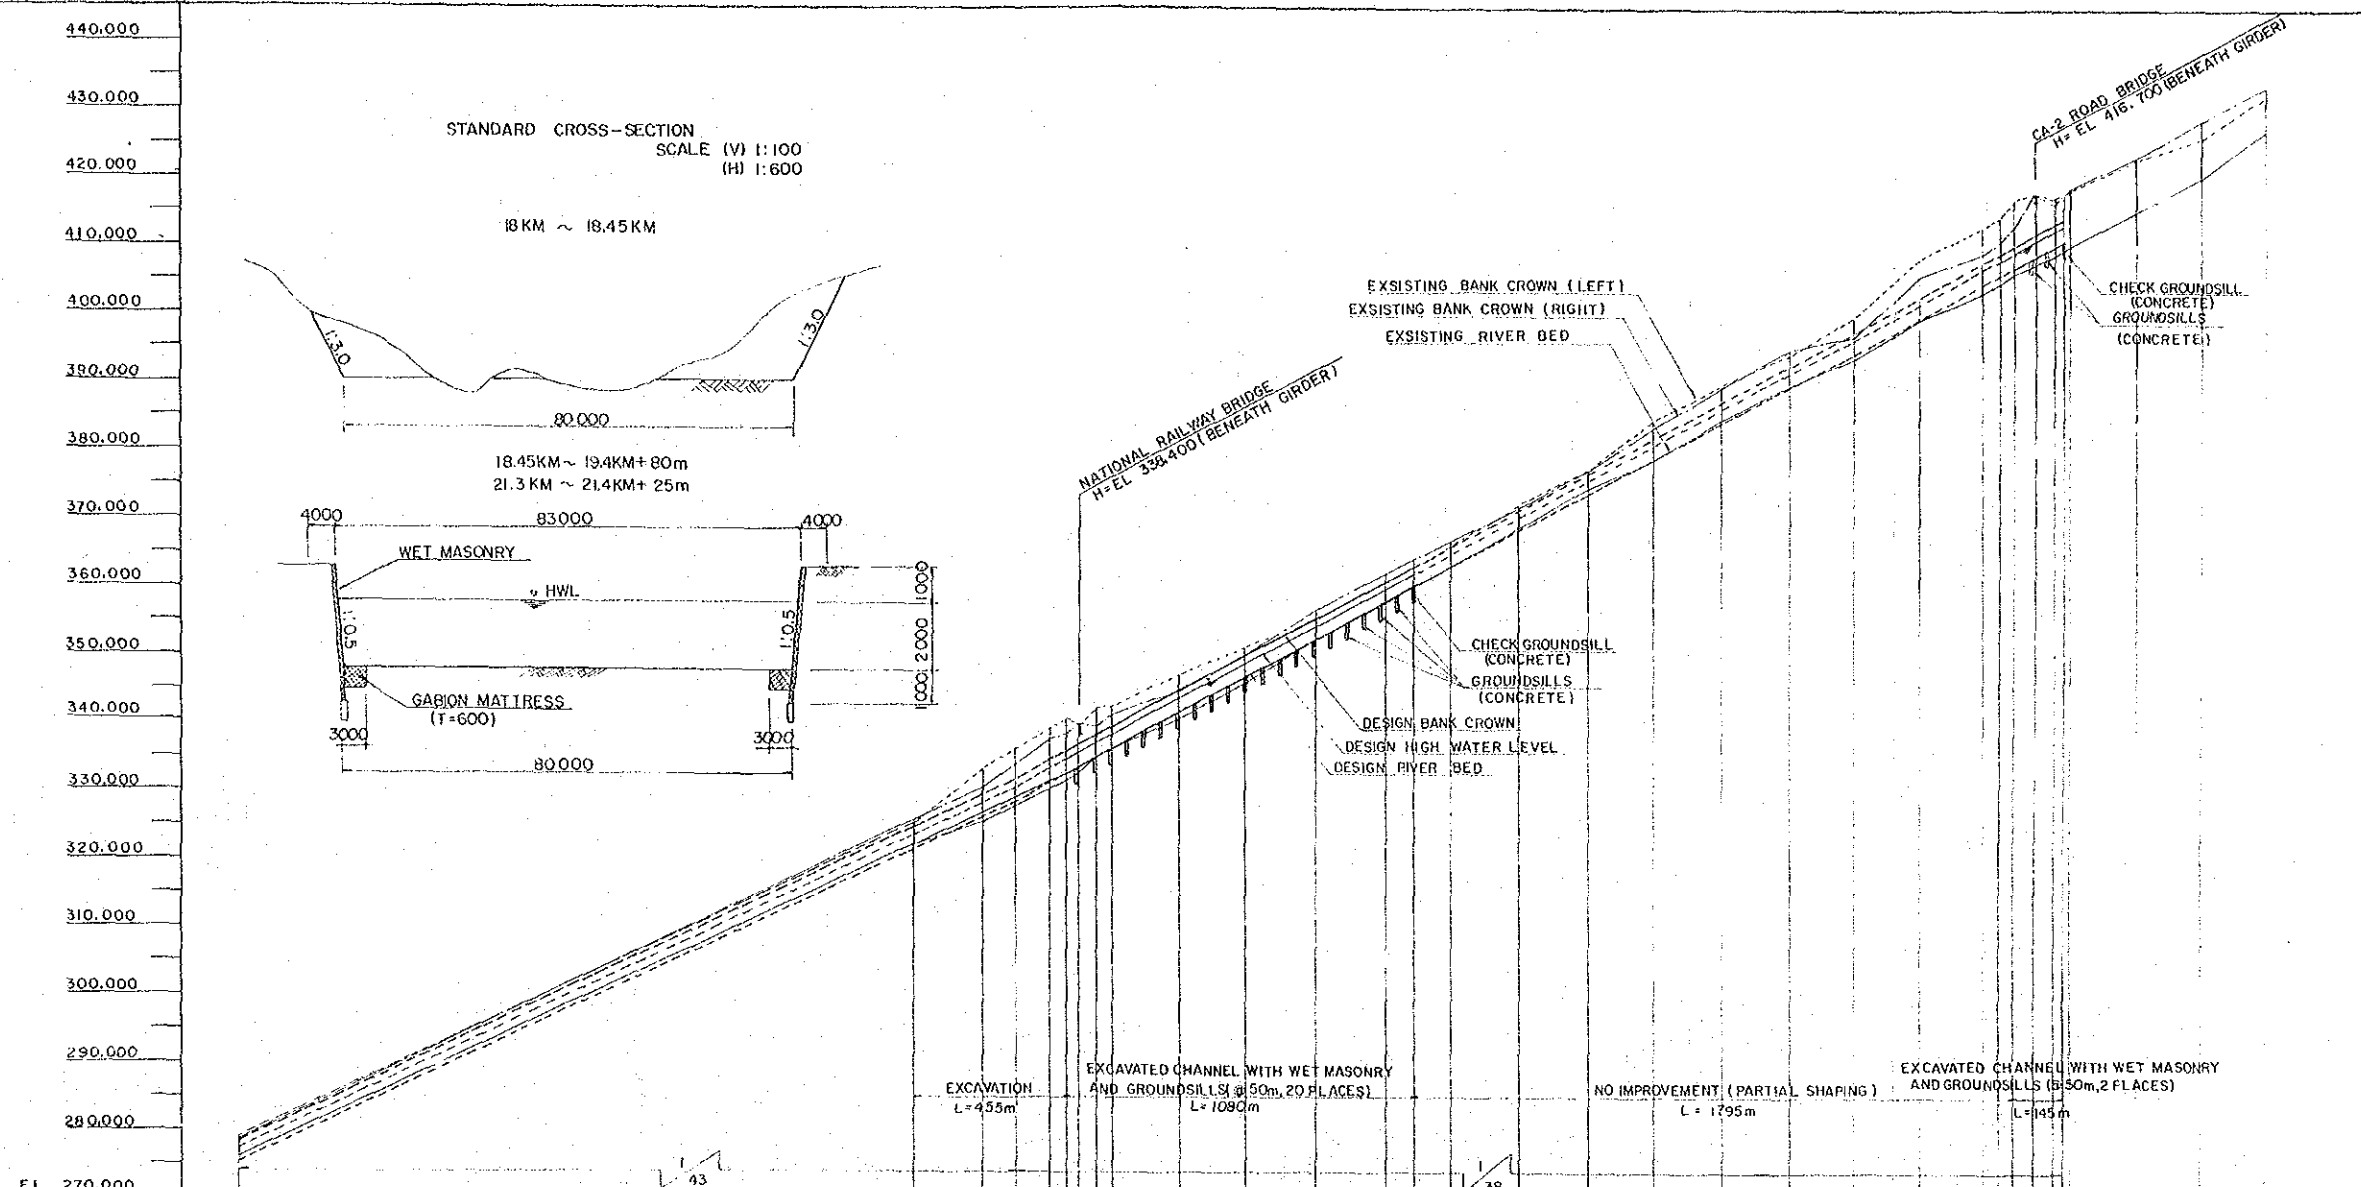 440.000
430.000
420.000
410.000
400.000
390.000
380.000
370.000
360.000
350.000
340.000
330.000
320.000
310.000
300.000
290.000
280.000
EL 270.000
STANDARD CROSS-SECTION
SCALE (V) 1:100
(H) 1:600
18KM ~ 18.45KM
1:3.0
1:3.0
80000
18.45KM ~ 19.4KM+80m
21.3KM ~ 21.4KM+25m
4000
83000
4000
WET MASONRY
HWL
1:0.5
1:0.5
1000
2000
1000
GABION MATTRESS
(T=600)
3000
3000
80000
NATIONAL RAILWAY BRIDGE
H=EL 338.400 (BENEATH GIRDER)
CA-2 ROAD BRIDGE
H= EL 416.700 (BENEATH GIRDER)
EXSISTING BANK CROWN (LEFT)
EXSISTING BANK CROWN (RIGHT)
EXSISTING RIVER BED
CHECK GROUNDSILL
(CONCRETE)
GROUNDSILLS
(CONCRETE)
CHECK GROUNDSILL
(CONCRETE)
GROUNDSILLS
(CONCRETE)
DESIGN BANK CROWN
DESIGN HIGH WATER LEVEL
DESIGN RIVER BED
EXCAVATION
L=455m
EXCAVATED CHANNEL WITH WET MASONRY
AND GROUNDSILLS (@50m, 20 PLACES)
L=1090m
NO IMPROVEMENT (PARTIAL SHAPING)
L = 1795m
EXCAVATED CHANNEL WITH WET MASONRY
AND GROUNDSILLS (@50m, 2 PLACES)
L=145m
1
43
1
38